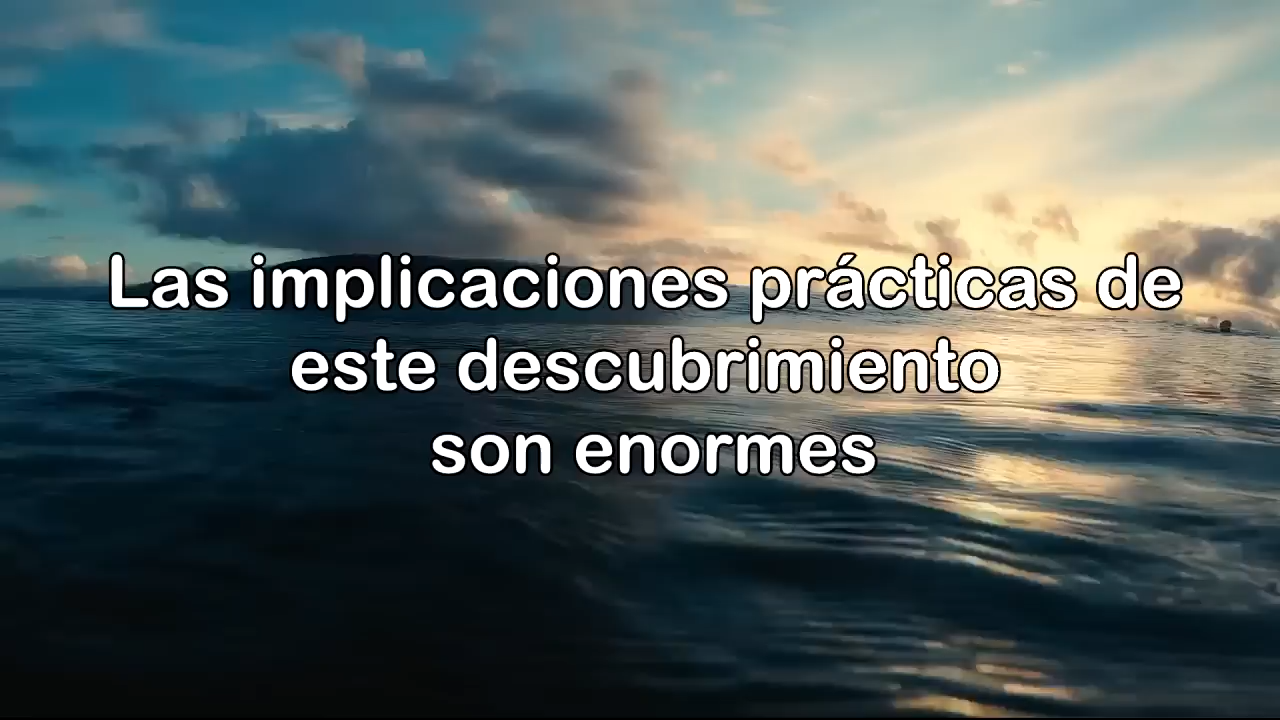 Las implicaciones prácticas de
este descubrimiento
son enormes